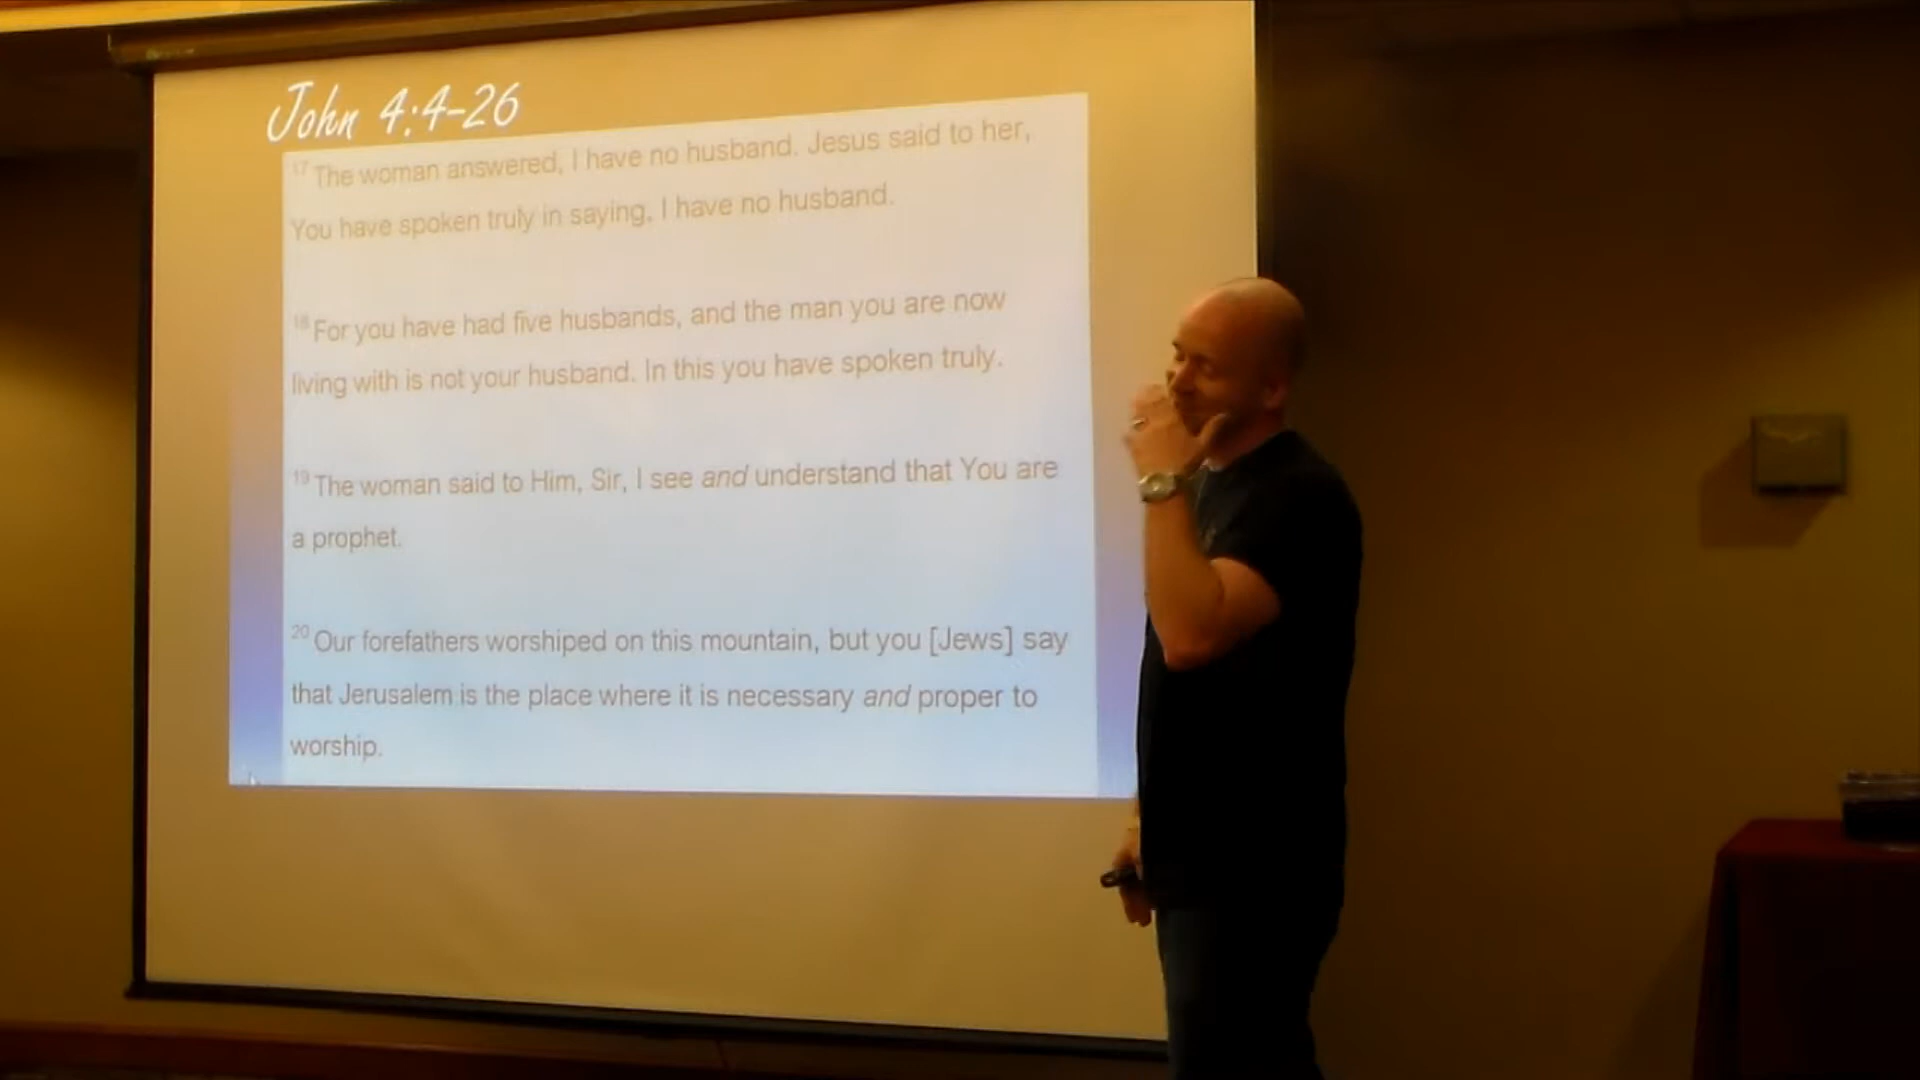 John 4:4-26
17 The woman answered, I have no husband. Jesus said to her,
You have spoken truly in saying, I have no husband.
18 For you have had five husbands, and the man you are now
living with is not your husband. In this you have spoken truly.
19 The woman said to Him, Sir, I see and understand that You are
a prophet.
20 Our forefathers worshiped on this mountain, but you [Jews] say
that Jerusalem is the place where it is necessary and proper to
worship.